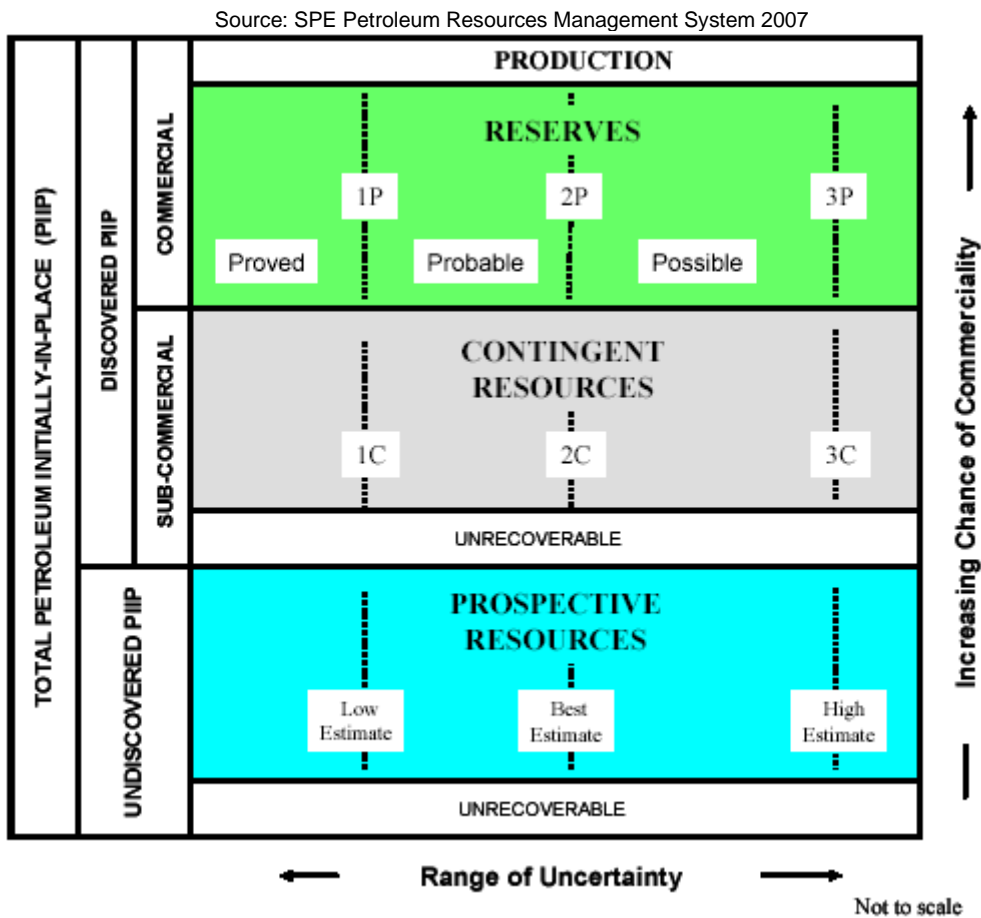 Source: SPE Petroleum Resources Management System 2007
TOTAL PETROLEUM INITIALLY-IN-PLACE (PIIP)
DISCOVERED PIIP
UNDISCOVERED PIIP
COMMERCIAL
SUB-COMMERCIAL
PRODUCTION
RESERVES
1P
2P
3P
Proved
Probable
Possible
CONTINGENT
RESOURCES
1C
2C
3C
UNRECOVERABLE
PROSPECTIVE
RESOURCES
Low
Estimate
Best
Estimate
High
Estimate
UNRECOVERABLE
Increasing Chance of Commerciality
Range of Uncertainty
Not to scale